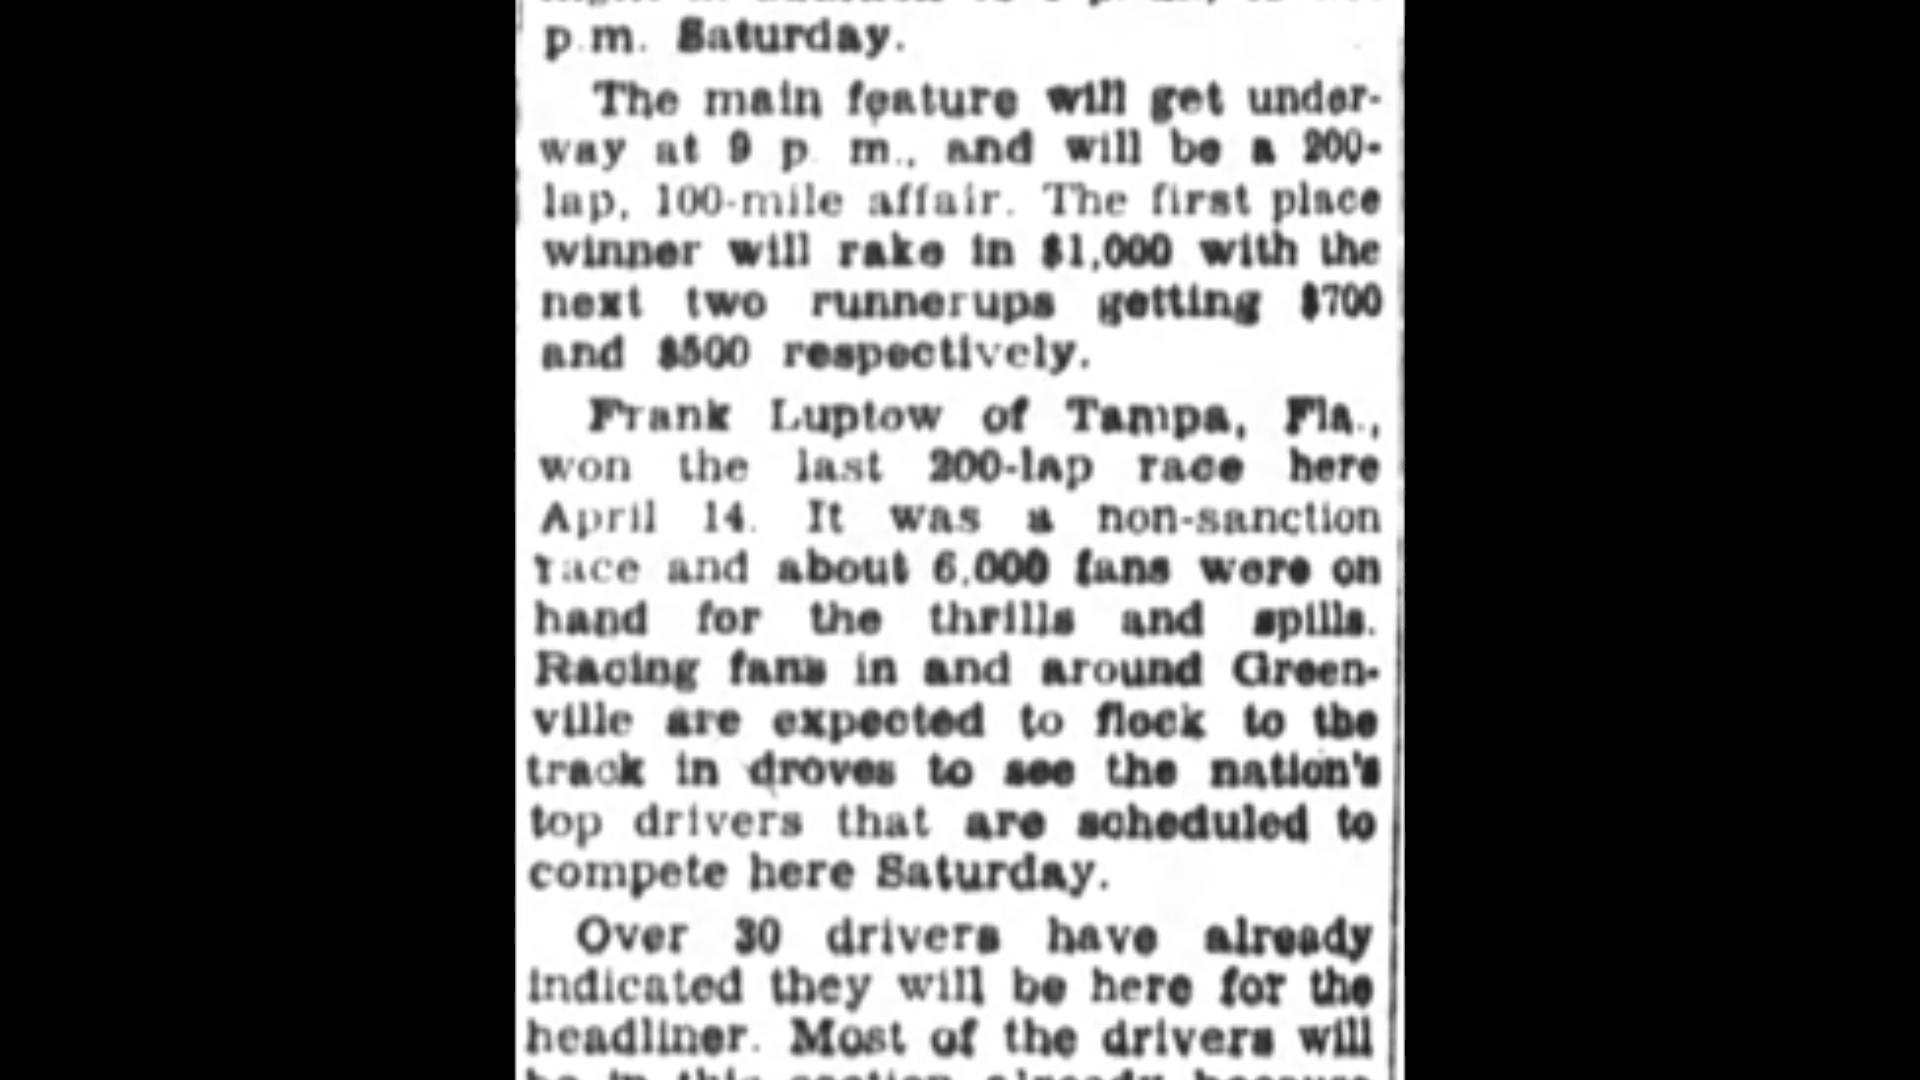 p.m. Saturday.
The main feature will get under-
way at 9 p. m., and will be a 200-
lap, 100-mile affair. The first place
winner will rake in $1,000 with the
next two runnerups getting $700
and $500 respectively.
Frank Luptow of Tampa, Fla.,
won the last 200-lap race here
April 14. It was a non-sanction
race and about 6,000 fans were on
hand for the thrills and spills.
Racing fans in and around Green-
ville are expected to flock to the
track in droves to see the nation's
top drivers that are scheduled to
compete here Saturday.
Over 30 drivers have already
indicated they will be here for the
headliner. Most of the drivers will
be in this section already because